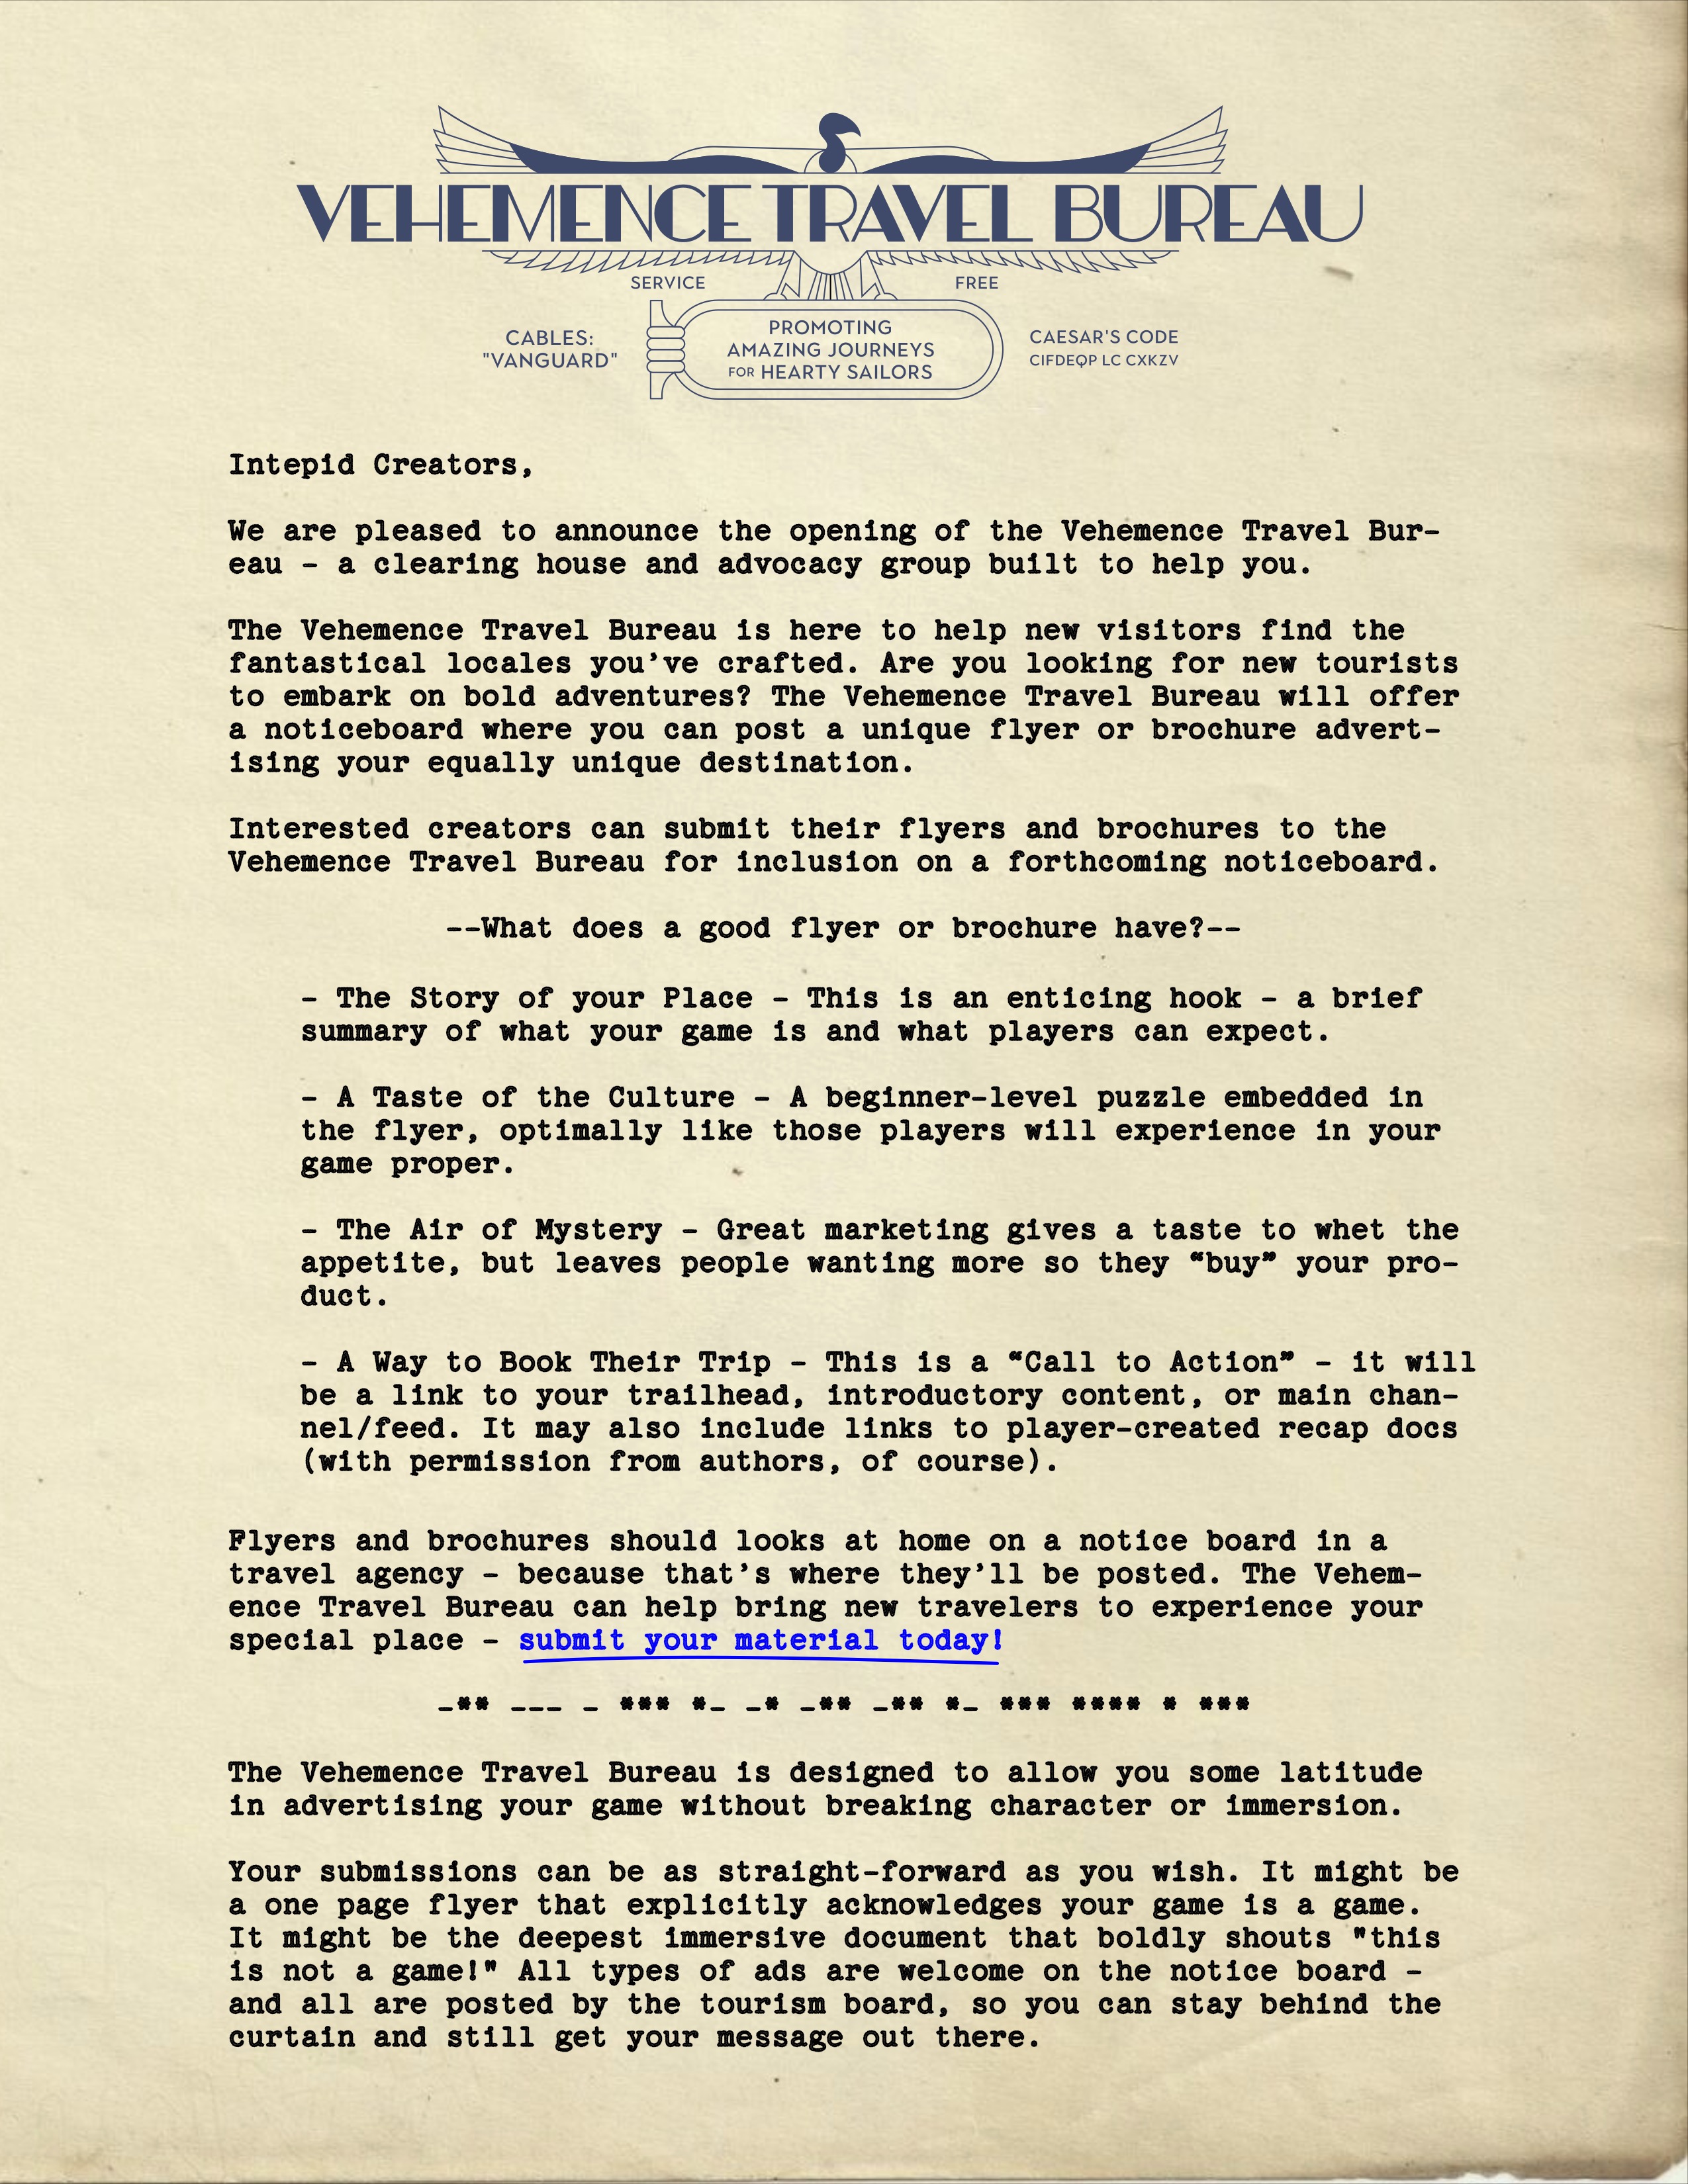 VEHEMENCE TRAVEL BUREAU
SERVICE FREE
CABLES:
"VANGUARD"
PROMOTING
AMAZING JOURNEYS
FOR HEARTY SAILORS
CAESAR'S CODE
CIFDEQP LC CXKZV
Intepid Creators,
We are pleased to announce the opening of the Vehemence Travel Bur-
eau - a clearing house and advocacy group built to help you.
The Vehemence Travel Bureau is here to help new visitors find the
fantastical locales you’ve crafted. Are you looking for new tourists
to embark on bold adventures? The Vehemence Travel Bureau will offer
a noticeboard where you can post a unique flyer or brochure advert-
ising your equally unique destination.
Interested creators can submit their flyers and brochures to the
Vehemence Travel Bureau for inclusion on a forthcoming noticeboard.
--What does a good flyer or brochure have?--
- The Story of your Place - This is an enticing hook - a brief
summary of what your game is and what players can expect.
- A Taste of the Culture - A beginner-level puzzle embedded in
the flyer, optimally like those players will experience in your
game proper.
- The Air of Mystery - Great marketing gives a taste to whet the
appetite, but leaves people wanting more so they “buy” your pro-
duct.
- A Way to Book Their Trip - This is a “Call to Action” - it will
be a link to your trailhead, introductory content, or main chan-
nel/feed. It may also include links to player-created recap docs
(with permission from authors, of course).
Flyers and brochures should looks at home on a notice board in a
travel agency - because that’s where they’ll be posted. The Vehem-
ence Travel Bureau can help bring new travelers to experience your
special place - submit your material today!
_** ___ _ *** *_ _* _** _** *_ *** **** * ***
The Vehemence Travel Bureau is designed to allow you some latitude
in advertising your game without breaking character or immersion.
Your submissions can be as straight-forward as you wish. It might be
a one page flyer that explicitly acknowledges your game is a game.
It might be the deepest immersive document that boldly shouts "this
is not a game!" All types of ads are welcome on the notice board -
and all are posted by the tourism board, so you can stay behind the
curtain and still get your message out there.